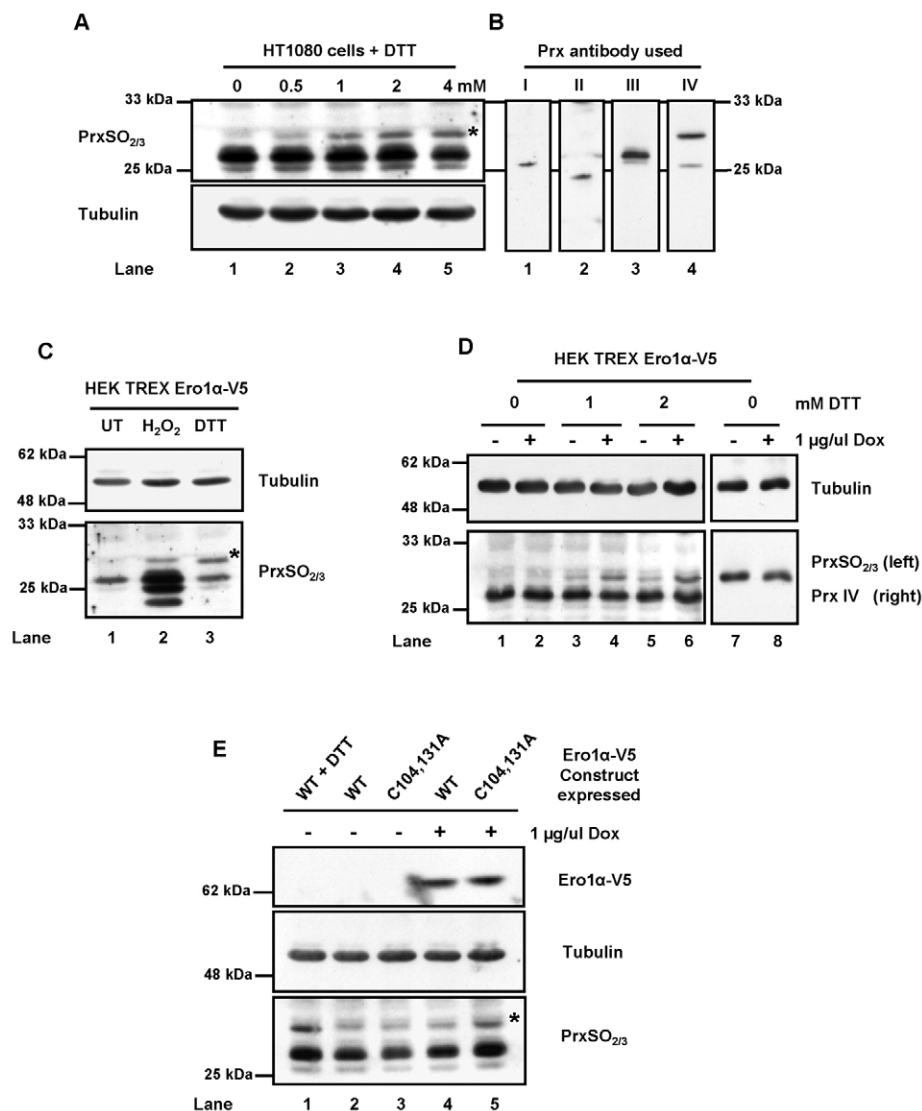 A
HT1080 cells + DTT
0 0.5 1 2 4 mM
33 kDa
PrxSO2/3
*
25 kDa
Tubulin
Lane 1 2 3 4 5
B
Prx antibody used
I II III IV
33 kDa
25 kDa
1 2 3 4
C
HEK TREX Ero1α-V5
UT H2O2 DTT
62 kDa
Tubulin
48 kDa
33 kDa
*
PrxSO2/3
25 kDa
Lane 1 2 3
D
HEK TREX Ero1α-V5
0 1 2 0 mM DTT
- + - + - + - + 1 µg/ul Dox
62 kDa
Tubulin
48 kDa
33 kDa
PrxSO2/3 (left)
Prx IV (right)
25 kDa
Lane 1 2 3 4 5 6 7 8
E
WT + DTT WT C104,131A WT C104,131A
Ero1α-V5
Construct
expressed
- - - + + 1 µg/ul Dox
Ero1α-V5
62 kDa
Tubulin
48 kDa
*
PrxSO2/3
25 kDa
Lane 1 2 3 4 5